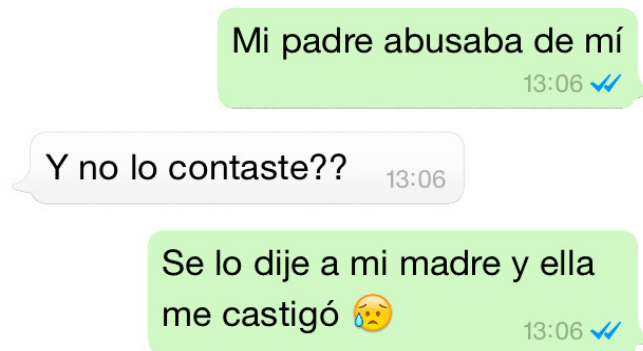 Mi padre abusaba de mí
13:06
Y no lo contaste??
13:06
Se lo dije a mi madre y ella
me castigó 😥
13:06